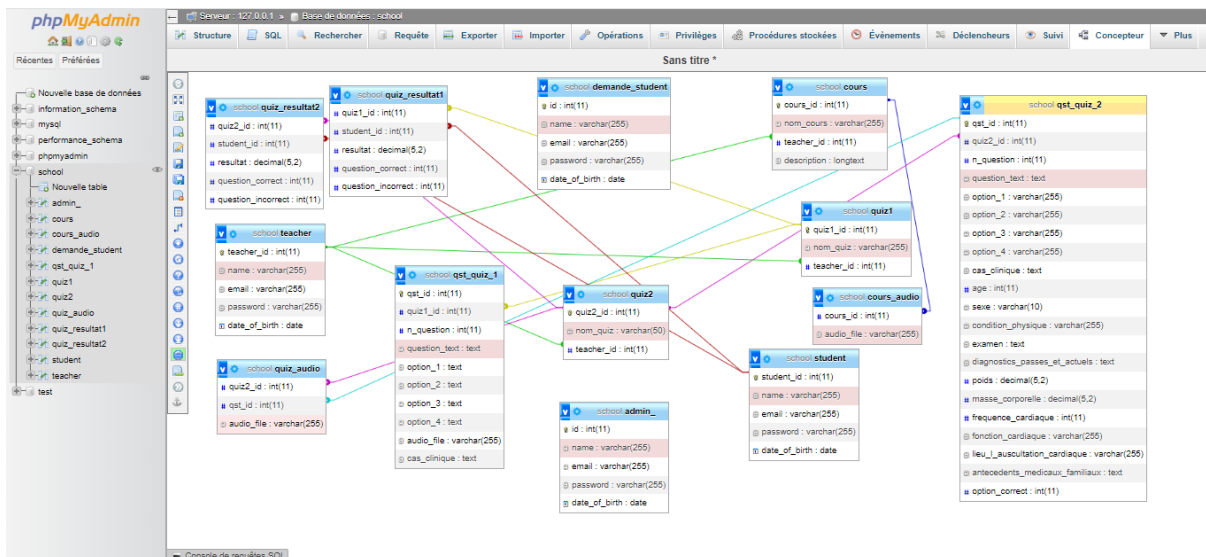 phpMyAdmin
Récentes Préférées
Nouvelle base de données
information_schema
mysql
performance_schema
phpmyadmin
school
Nouvelle table
admin_
cours
cours_audio
demande_student
qst_quiz_1
quiz1
quiz2
quiz_audio
quiz_resultat1
quiz_resultat2
student
teacher
test
Serveur : 127.0.0.1 » Base de données : school
Structure SQL Rechercher Requête Exporter Importer Opérations Privilèges Procédures stockées Événements Déclencheurs Suivi Concepteur Plus
Sans titre *
school quiz_resultat2
quiz2_id : int(11)
student_id : int(11)
resultat : decimal(5,2)
question_correct : int(11)
question_incorrect : int(11)
school quiz_resultat1
quiz1_id : int(11)
student_id : int(11)
resultat : decimal(5,2)
question_correct : int(11)
question_incorrect : int(11)
school demande_student
id : int(11)
name : varchar(255)
email : varchar(255)
password : varchar(255)
date_of_birth : date
school cours
cours_id : int(11)
nom_cours : varchar(255)
teacher_id : int(11)
description : longtext
school qst_quiz_2
qst_id : int(11)
quiz2_id : int(11)
n_question : int(11)
question_text : text
option_1 : varchar(255)
option_2 : varchar(255)
option_3 : varchar(255)
option_4 : varchar(255)
cas_clinique : text
age : int(11)
sexe : varchar(10)
condition_physique : varchar(255)
examen : text
diagnostics_passes_et_actuels : text
poids : decimal(5,2)
masse_corporelle : decimal(5,2)
frequence_cardiaque : int(11)
fonction_cardiaque : varchar(255)
lieu_l_auscultation_cardiaque : varchar(255)
antecedents_medicaux_familiaux : text
option_correct : int(11)
school teacher
teacher_id : int(11)
name : varchar(255)
email : varchar(255)
password : varchar(255)
date_of_birth : date
school qst_quiz_1
qst_id : int(11)
quiz1_id : int(11)
n_question : int(11)
question_text : text
option_1 : text
option_2 : text
option_3 : text
option_4 : text
audio_file : varchar(255)
cas_clinique : text
school quiz1
quiz1_id : int(11)
nom_quiz : varchar(255)
teacher_id : int(11)
school quiz2
quiz2_id : int(11)
nom_quiz : varchar(50)
teacher_id : int(11)
school cours_audio
cours_id : int(11)
audio_file : varchar(255)
school quiz_audio
quiz2_id : int(11)
qst_id : int(11)
audio_file : varchar(255)
school student
student_id : int(11)
name : varchar(255)
email : varchar(255)
password : varchar(255)
date_of_birth : date
school admin_
id : int(11)
name : varchar(255)
email : varchar(255)
password : varchar(255)
date_of_birth : date
Console de requêtes SQL